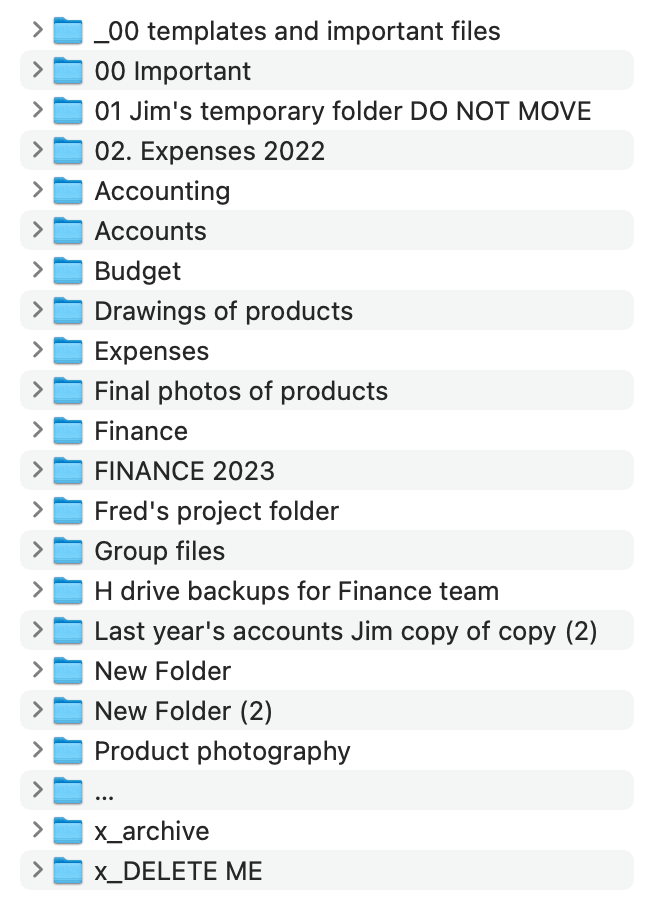 _00 templates and important files
00 Important
01 Jim's temporary folder DO NOT MOVE
02. Expenses 2022
Accounting
Accounts
Budget
Drawings of products
Expenses
Final photos of products
Finance
FINANCE 2023
Fred's project folder
Group files
H drive backups for Finance team
Last year's accounts Jim copy of copy (2)
New Folder
New Folder (2)
Product photography
...
x_archive
x_DELETE ME